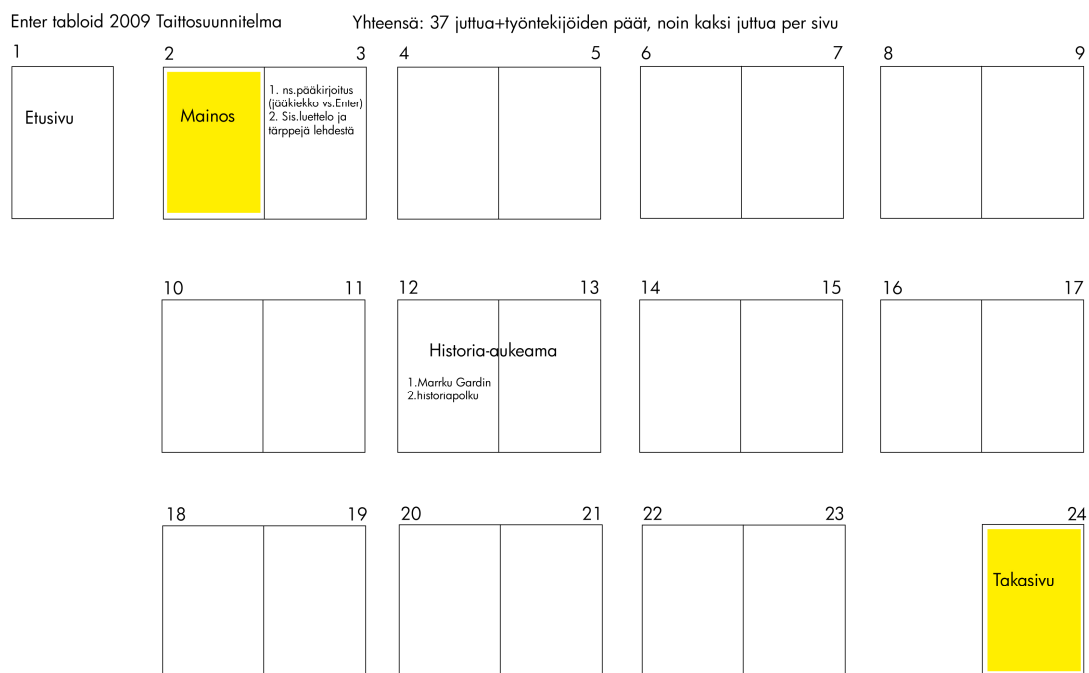 Enter tabloid 2009 Taittosuunnitelma
Yhteensä: 37 juttua+työntekijöiden päät, noin kaksi juttua per sivu
1
2 3
4 5
6 7
8 9
Etusivu
Mainos
1. ns.pääkirjoitus
(jääkiekko vs.Enter)
2. Sis.luettelo ja
tärppejä lehdestä
10 11
12 13
14 15
16 17
Historia-aukeama
1.Marrku Gardin
2.historiapolku
18 19
20 21
22 23
24
Takasivu